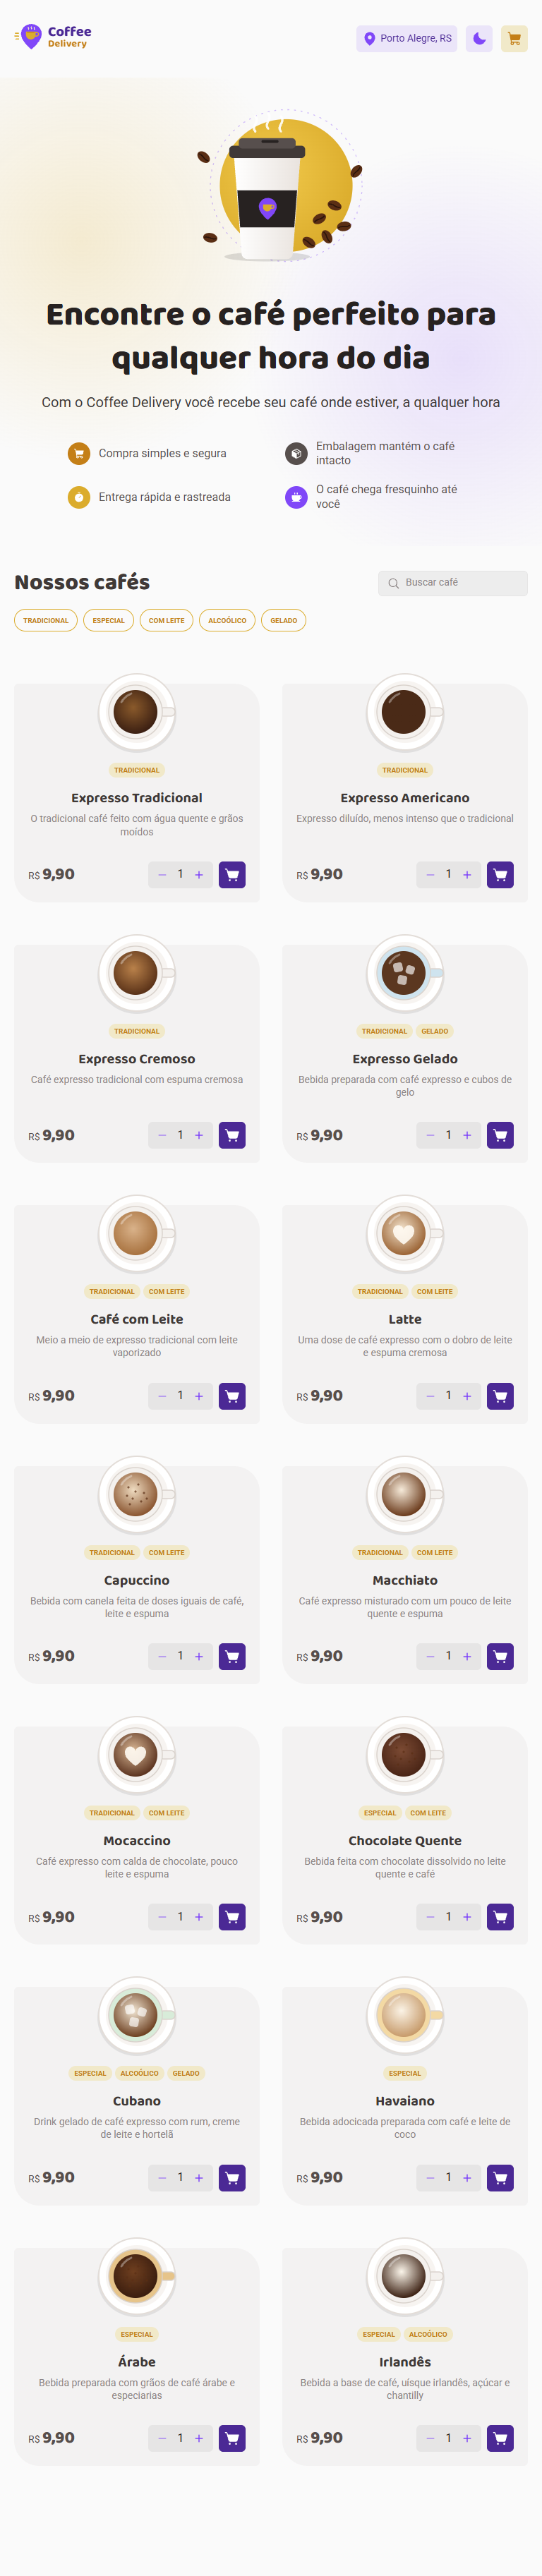 Coffee
Delivery
Porto Alegre, RS
Encontre o café perfeito para
qualquer hora do dia
Com o Coffee Delivery você recebe seu café onde estiver, a qualquer hora
Compra simples e segura
Embalagem mantém o café
intacto
Entrega rápida e rastreada
O café chega fresquinho até
você
Nossos cafés
Buscar café
TRADICIONAL
ESPECIAL
COM LEITE
ALCOÓLICO
GELADO
TRADICIONAL
Expresso Tradicional
O tradicional café feito com água quente e grãos
moídos
R$ 9,90
1
TRADICIONAL
Expresso Americano
Expresso diluído, menos intenso que o tradicional
R$ 9,90
1
TRADICIONAL
Expresso Cremoso
Café expresso tradicional com espuma cremosa
R$ 9,90
1
TRADICIONAL GELADO
Expresso Gelado
Bebida preparada com café expresso e cubos de
gelo
R$ 9,90
1
TRADICIONAL COM LEITE
Café com Leite
Meio a meio de expresso tradicional com leite
vaporizado
R$ 9,90
1
TRADICIONAL COM LEITE
Latte
Uma dose de café expresso com o dobro de leite
e espuma cremosa
R$ 9,90
1
TRADICIONAL COM LEITE
Capuccino
Bebida com canela feita de doses iguais de café,
leite e espuma
R$ 9,90
1
TRADICIONAL COM LEITE
Macchiato
Café expresso misturado com um pouco de leite
quente e espuma
R$ 9,90
1
TRADICIONAL COM LEITE
Mocaccino
Café expresso com calda de chocolate, pouco
leite e espuma
R$ 9,90
1
ESPECIAL COM LEITE
Chocolate Quente
Bebida feita com chocolate dissolvido no leite
quente e café
R$ 9,90
1
ESPECIAL ALCOÓLICO GELADO
Cubano
Drink gelado de café expresso com rum, creme
de leite e hortelã
R$ 9,90
1
ESPECIAL
Havaiano
Bebida adocicada preparada com café e leite de
coco
R$ 9,90
1
ESPECIAL
Árabe
Bebida preparada com grãos de café árabe e
especiarias
R$ 9,90
1
ESPECIAL ALCOÓLICO
Irlandês
Bebida a base de café, uísque irlandês, açúcar e
chantilly
R$ 9,90
1